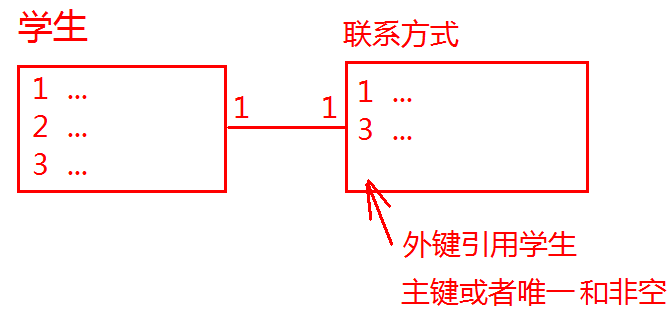 学生
1 ...
2 ...
3 ...
1
1
联系方式
1 ...
3 ...
外键引用学生
主键或者唯一和非空